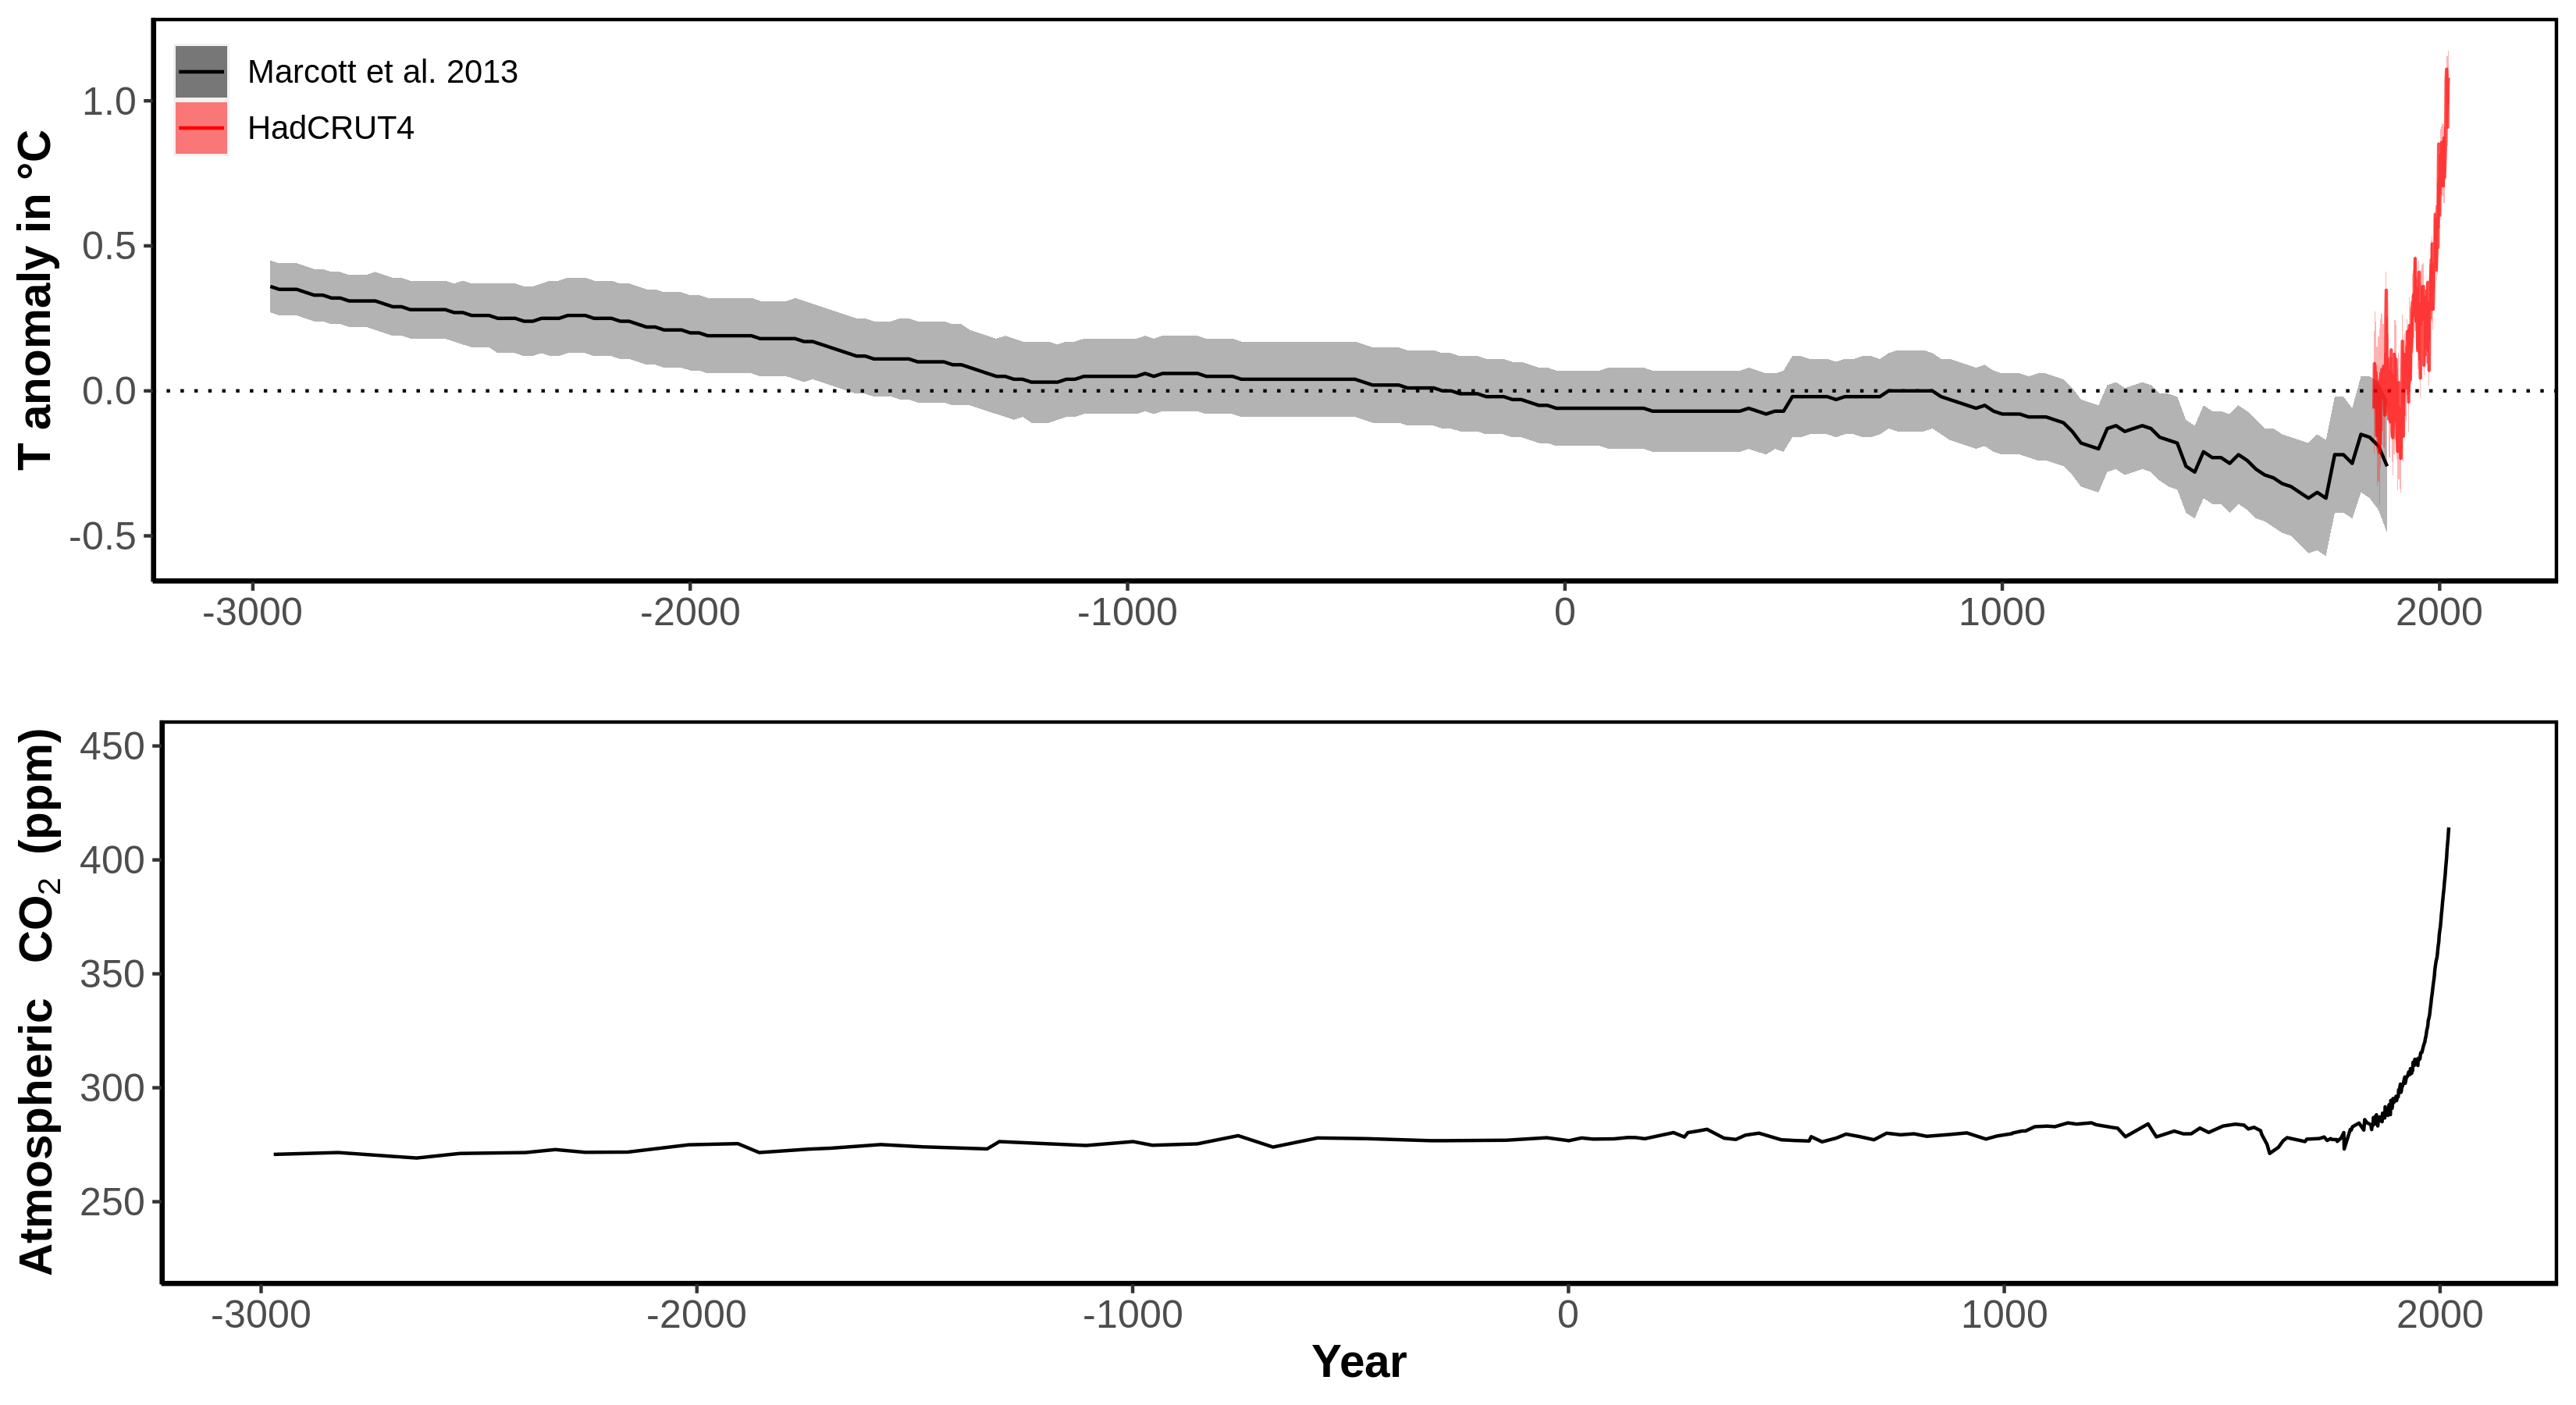 Marcott et al. 2013
HadCRUT4
T anomaly in °C
1.0
0.5
0.0
-0.5
-3000 -2000 -1000 0 1000 2000
Atmospheric CO₂ (ppm)
450
400
350
300
250
-3000 -2000 -1000 0 1000 2000
Year